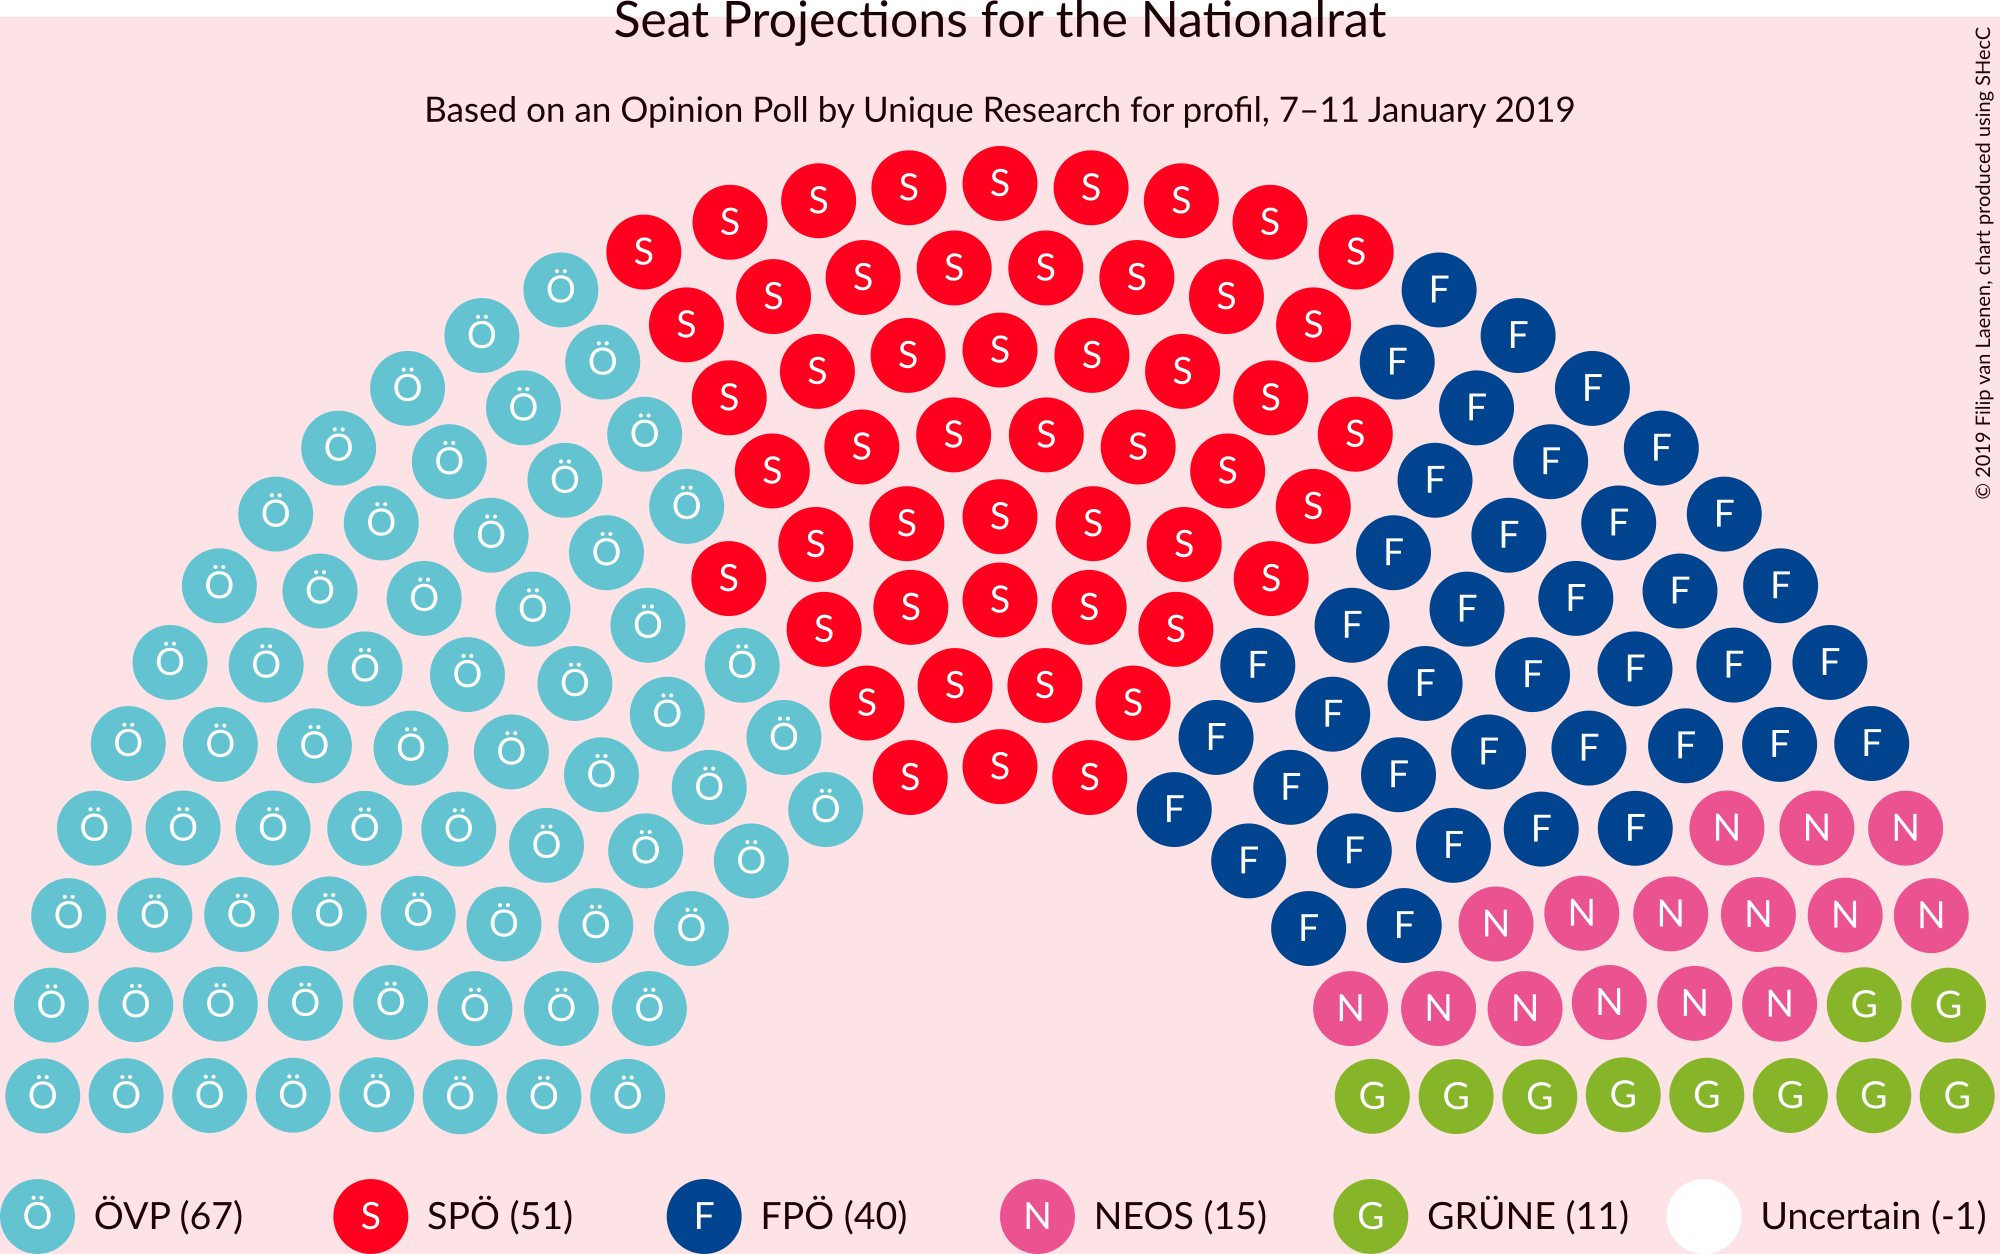 Seat Projections for the Nationalrat
Based on an Opinion Poll by Unique Research for profil, 7–11 January 2019
© 2019 Filip van Laenen, chart produced using SHecC
S S S S S S S S S
Ö S S S S S S S S F
Ö Ö S S S S S S S F F
Ö Ö Ö S S S S S S S F F F
Ö Ö Ö Ö S S S S S S F F F F
Ö Ö Ö Ö Ö S S S S S S F F F F F
Ö Ö Ö Ö Ö Ö S S S S F F F F F F
Ö Ö Ö Ö Ö Ö Ö S S F F F F F F F
Ö Ö Ö Ö Ö Ö Ö Ö F F F F F F F F
Ö Ö Ö Ö Ö Ö Ö Ö F F F F F N N N
Ö Ö Ö Ö Ö Ö Ö Ö F F N N N N N N
Ö Ö Ö Ö Ö Ö Ö Ö N N N N N N G G
Ö Ö Ö Ö Ö Ö Ö Ö G G G G G G G G
Ö ÖVP (67) S SPÖ (51) F FPÖ (40) N NEOS (15) G GRÜNE (11) Uncertain (-1)